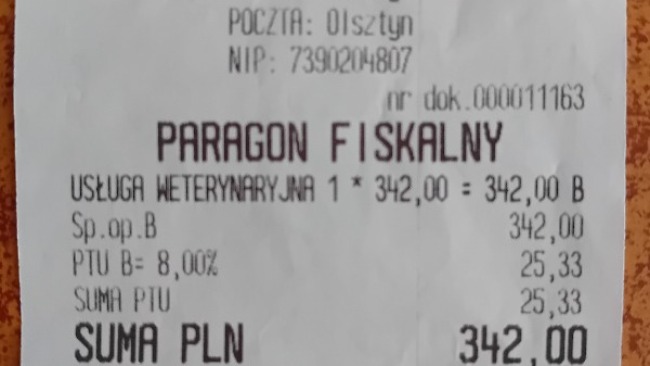 POCZTA: Olsztyn
NIP: 7390204807
nr dok.000011163
PARAGON FISKALNY
USŁUGA WETERYNARYJNA 1 * 342,00 = 342,00 B
Sp.op.B 342,00
PTU B= 8,00% 25,33
SUMA PTU 25,33
SUMA PLN 342,00